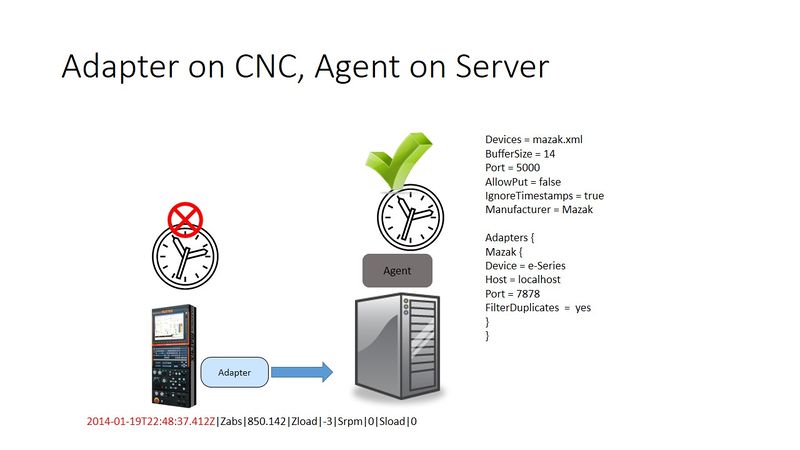 Adapter on CNC, Agent on Server
Devices = mazak.xml
BufferSize = 14
Port = 5000
AllowPut = false
IgnoreTimestamps = true
Manufacturer = Mazak
Adapters {
Mazak {
Device = e-Series
Host = localhost
Port = 7878
FilterDuplicates  =  yes
}
}
Agent
Adapter
2014-01-19T22:48:37.412Z|Zabs|850.142|Zload|-3|Srpm|0|Sload|0